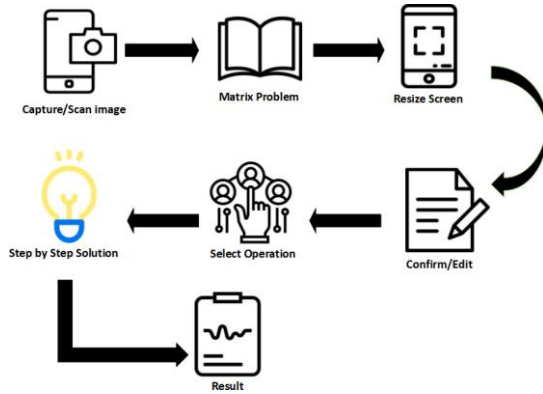 Capture/Scan image
Matrix Problem
Resize Screen
Confirm/Edit
Select Operation
Step by Step Solution
Result